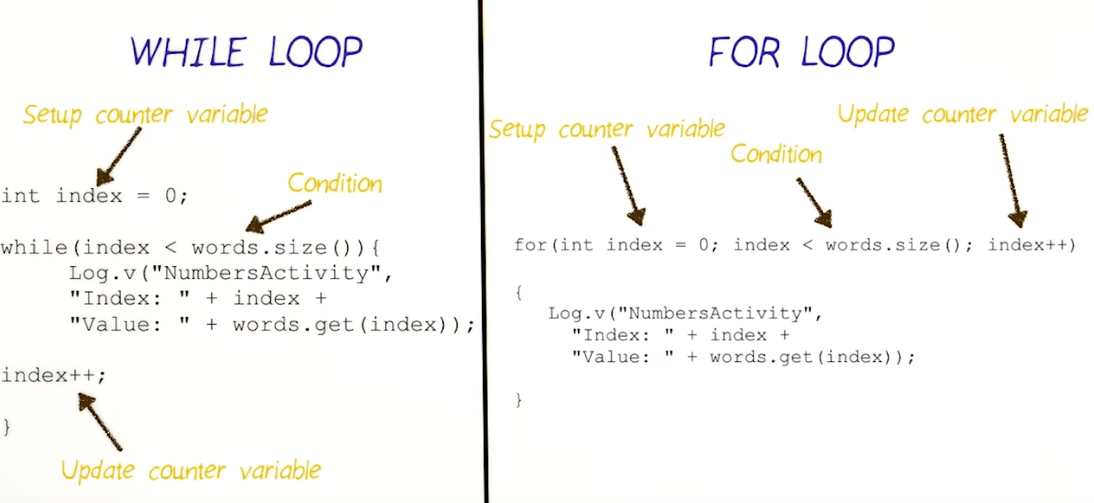 WHILE LOOP
Setup counter variable
int index = 0;
Condition
while(index < words.size()){
Log.v("NumbersActivity",
"Index: " + index +
"Value: " + words.get(index));
index++;
}
Update counter variable
FOR LOOP
Setup counter variable
Condition
Update counter variable
for(int index = 0; index < words.size(); index++)
{
Log.v("NumbersActivity",
"Index: " + index +
"Value: " + words.get(index));
}